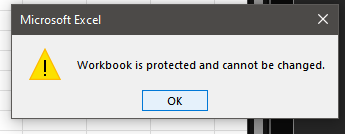 Microsoft Excel
Workbook is protected and cannot be changed.
OK